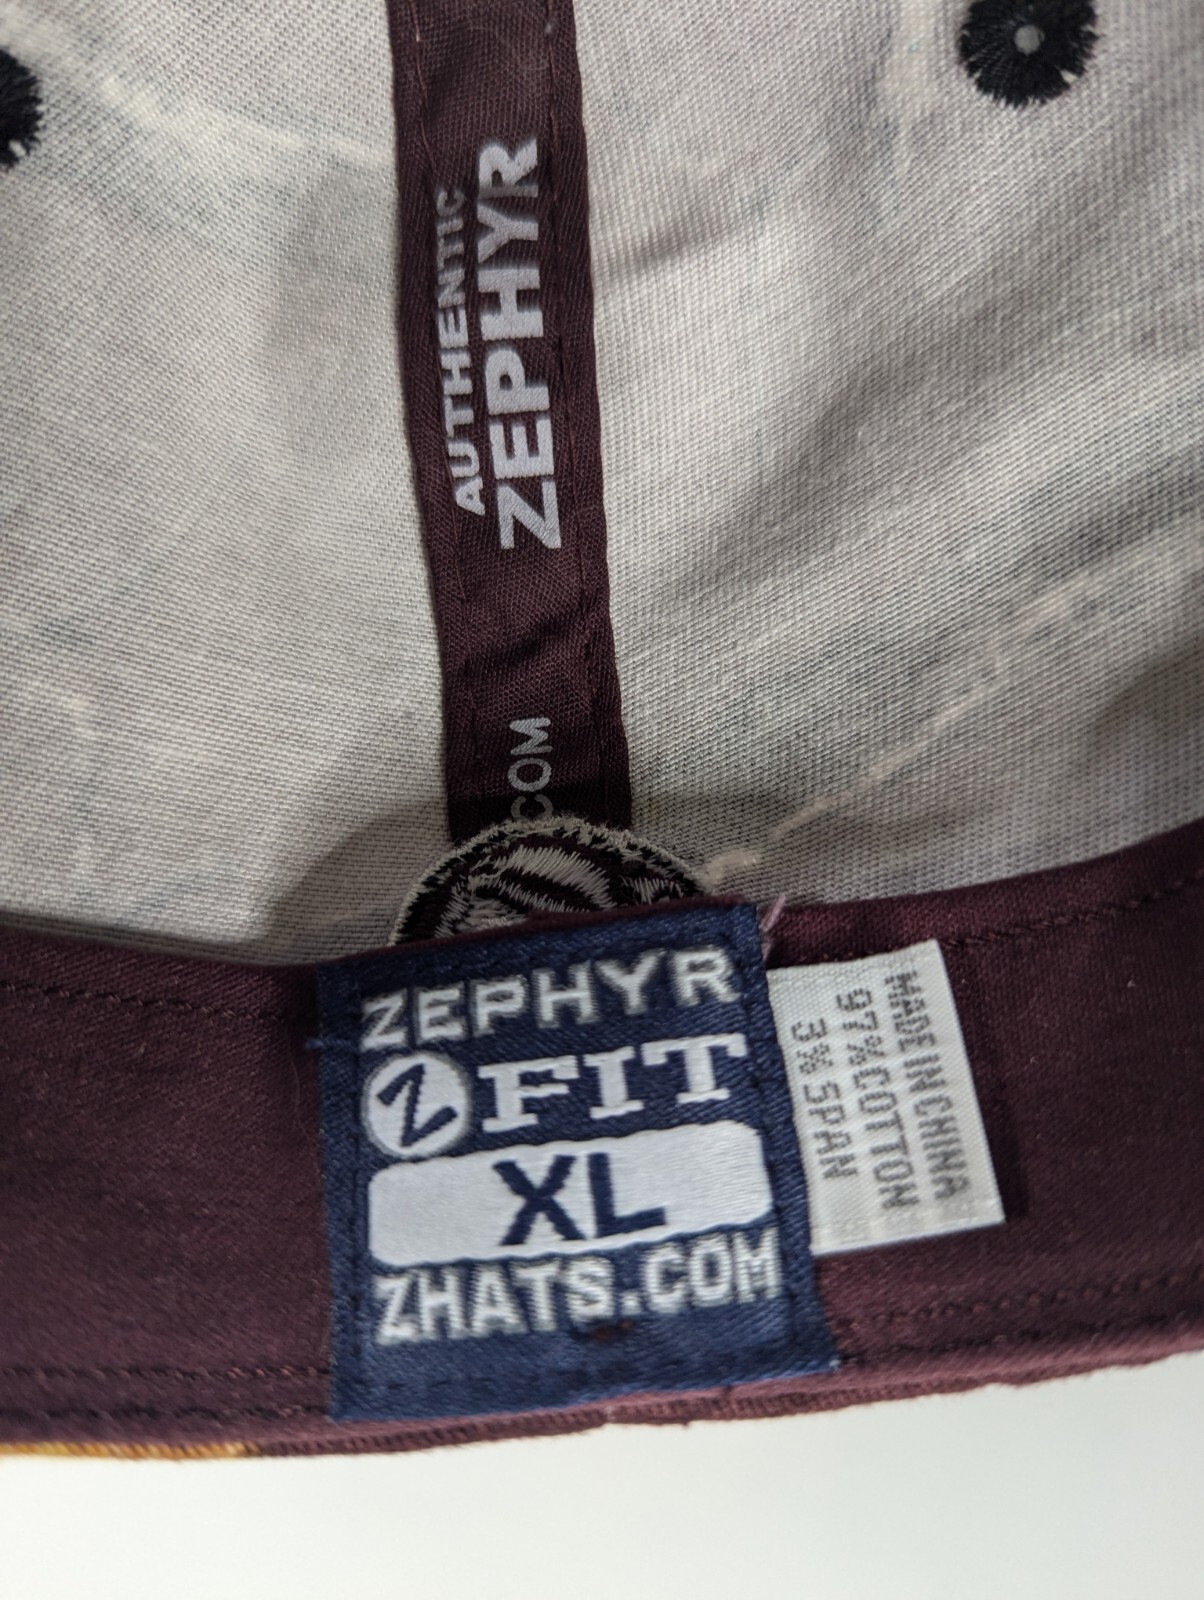 AUTHENTIC
ZEPHYR
COM
ZEPHYR
Z FIT
XL
ZHATS.COM
MADE IN CHINA
97% COTTON
3% SPAN